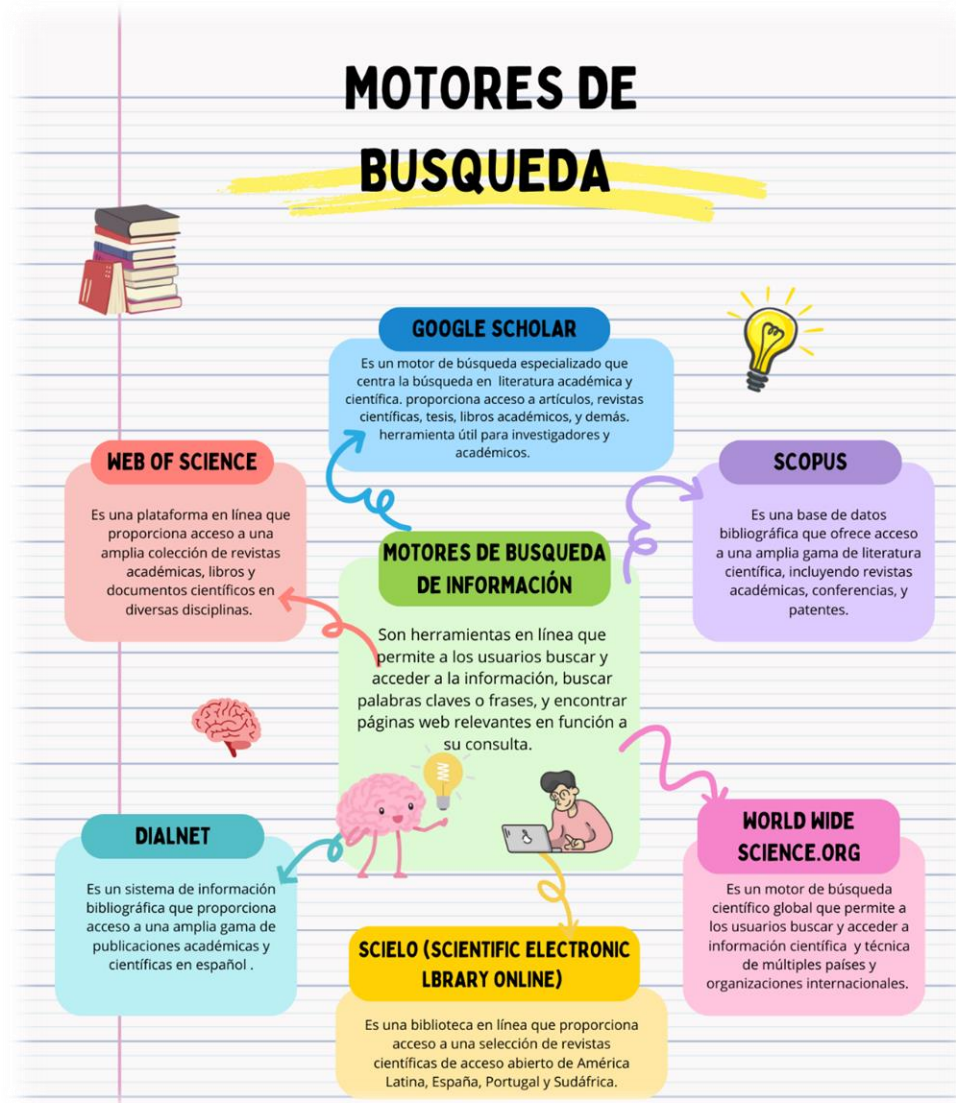 MOTORES DE
BUSQUEDA
GOOGLE SCHOLAR
Es un motor de búsqueda especializado que
centra la búsqueda en literatura académica y
científica. proporciona acceso a artículos, revistas
científicas, tesis, libros académicos, y demás.
herramienta útil para investigadores y
académicos.
WEB OF SCIENCE
Es una plataforma en línea que
proporciona acceso a una
amplia colección de revistas
académicas, libros y
documentos científicos en
diversas disciplinas.
SCOPUS
Es una base de datos
bibliográfica que ofrece acceso
a una amplia gama de literatura
científica, incluyendo revistas
académicas, conferencias, y
patentes.
MOTORES DE BUSQUEDA
DE INFORMACIÓN
Son herramientas en línea que
permite a los usuarios buscar y
acceder a la información, buscar
palabras claves o frases, y encontrar
páginas web relevantes en función a
su consulta.
DIALNET
Es un sistema de información
bibliográfica que proporciona
acceso a una amplia gama de
publicaciones académicas y
científicas en español .
WORLD WIDE
SCIENCE.ORG
Es un motor de búsqueda
científico global que permite a
los usuarios buscar y acceder a
información científica y técnica
de múltiples países y
organizaciones internacionales.
SCIELO (SCIENTIFIC ELECTRONIC
LBRARY ONLINE)
Es una biblioteca en línea que proporciona
acceso a una selección de revistas
científicas de acceso abierto de América
Latina, España, Portugal y Sudáfrica.